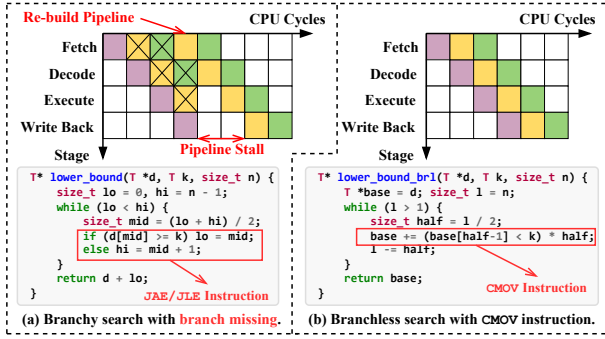 Re-build Pipeline
CPU Cycles
Fetch
Decode
Execute
Write Back
Pipeline Stall
Stage
T* lower_bound(T *d, T k, size_t n) {
size_t lo = 0, hi = n - 1;
while (lo < hi) {
size_t mid = (lo + hi) / 2;
if (d[mid] >= k) lo = mid;
else hi = mid + 1;
}
return d + lo;
}
JAE/JLE Instruction
(a) Branchy search with branch missing.
CPU Cycles
Fetch
Decode
Execute
Write Back
Stage
T* lower_bound_brl(T *d, T k, size_t n) {
T *base = d; size_t l = n;
while (l > 1) {
size_t half = l / 2;
base += (base[half-1] < k) * half;
l -= half;
}
return base;
}
CMOV Instruction
(b) Branchless search with CMOV instruction.